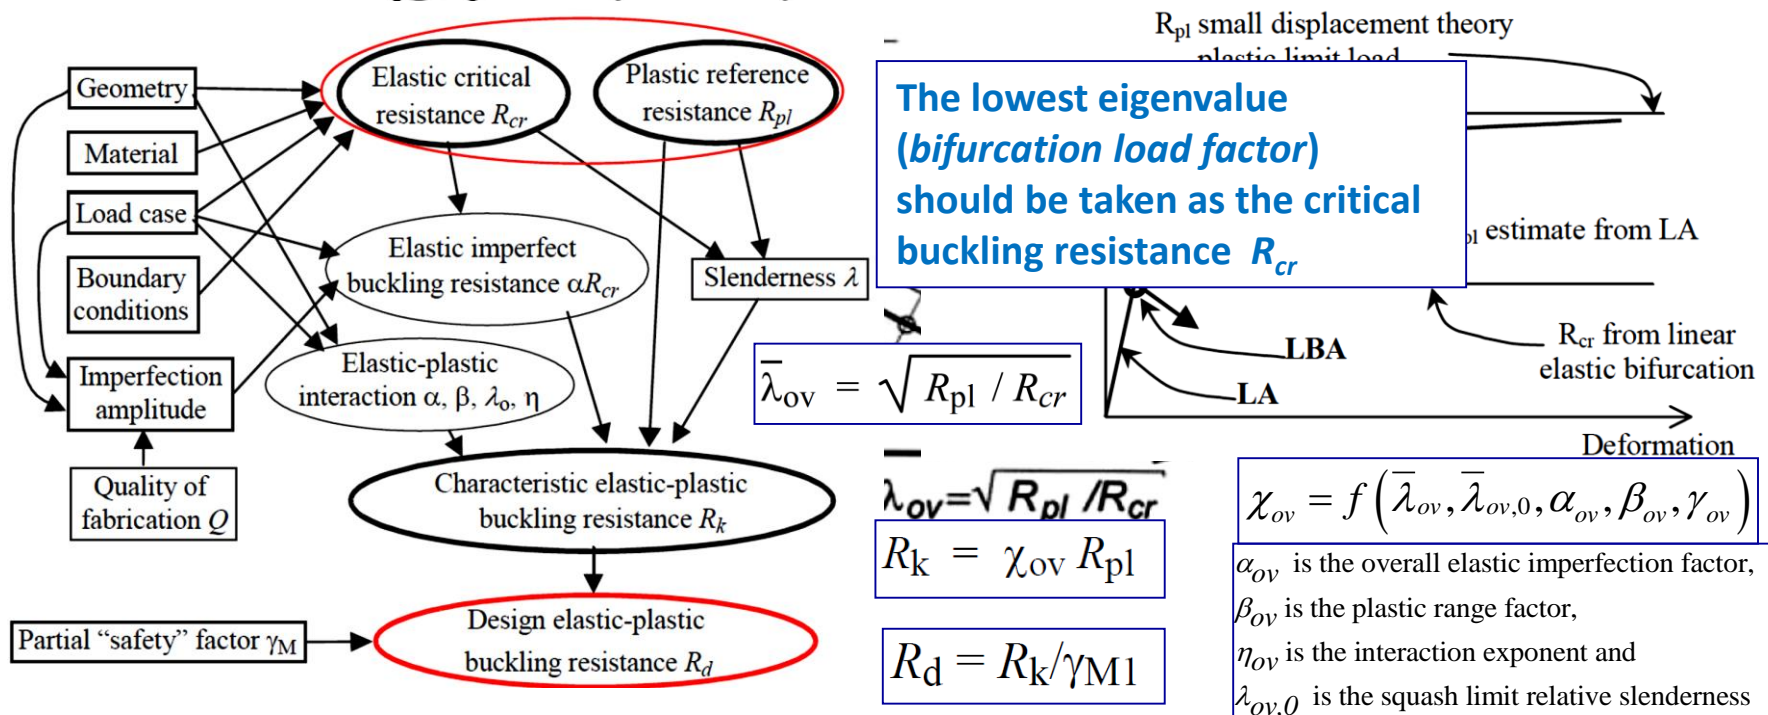 Geometry
Material
Load case
Boundary
conditions
Imperfection
amplitude
Quality of
fabrication Q
Partial “safety” factor γM
Elastic critical
resistance Rcr
Plastic reference
resistance Rpl
Elastic imperfect
buckling resistance αRcr
Slenderness λ
Elastic-plastic
interaction α, β, λo, η
Characteristic elastic-plastic
buckling resistance Rk
Design elastic-plastic
buckling resistance Rd
Rpl small displacement theory
plastic limit load
The lowest eigenvalue
(bifurcation load factor)
should be taken as the critical
buckling resistance Rcr
estimate from LA
LBA
LA
Rcr from linear
elastic bifurcation
Deformation
λ̅ov = √ Rpl / Rcr
λov=√ Rpl /Rcr
Rk = χov Rpl
Rd = Rk/γM1
χov = f(λ̅ov, λ̅ov,0, αov, βov, γov)
αov is the overall elastic imperfection factor,
βov is the plastic range factor,
ηov is the interaction exponent and
λov,0 is the squash limit relative slenderness